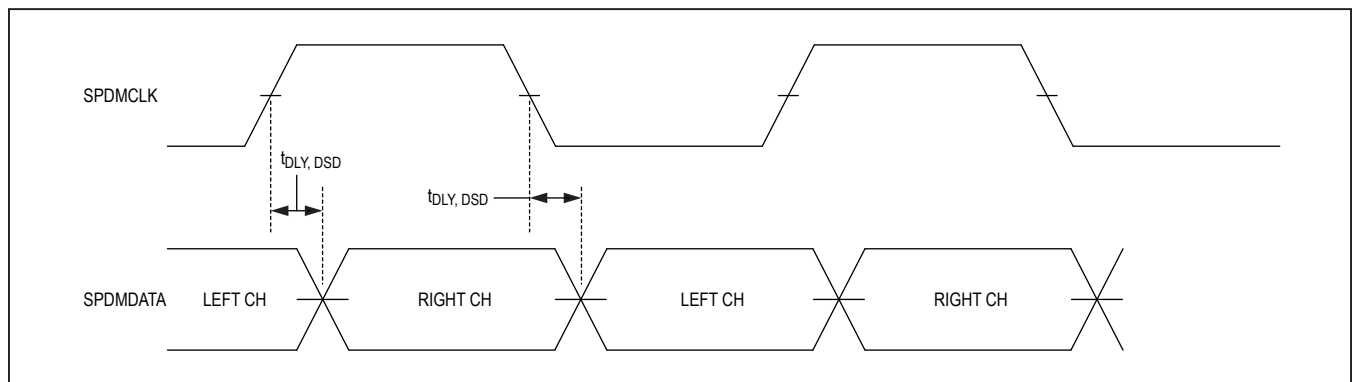 SPDMCLK
tDLY, DSD
tDLY, DSD
SPDMDATA LEFT CH RIGHT CH LEFT CH RIGHT CH